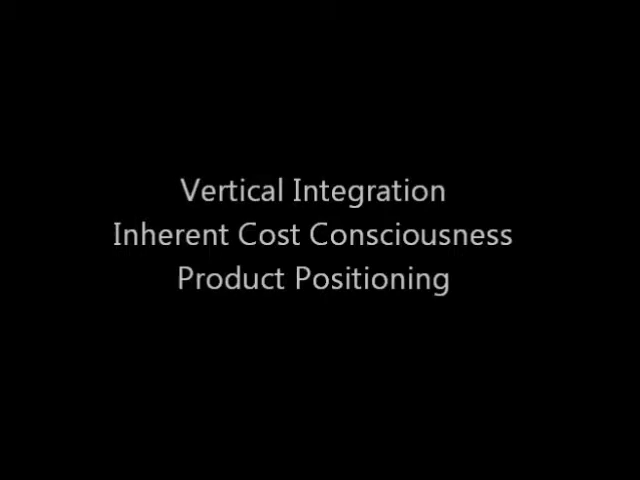 Vertical Integration
Inherent Cost Consciousness
Product Positioning